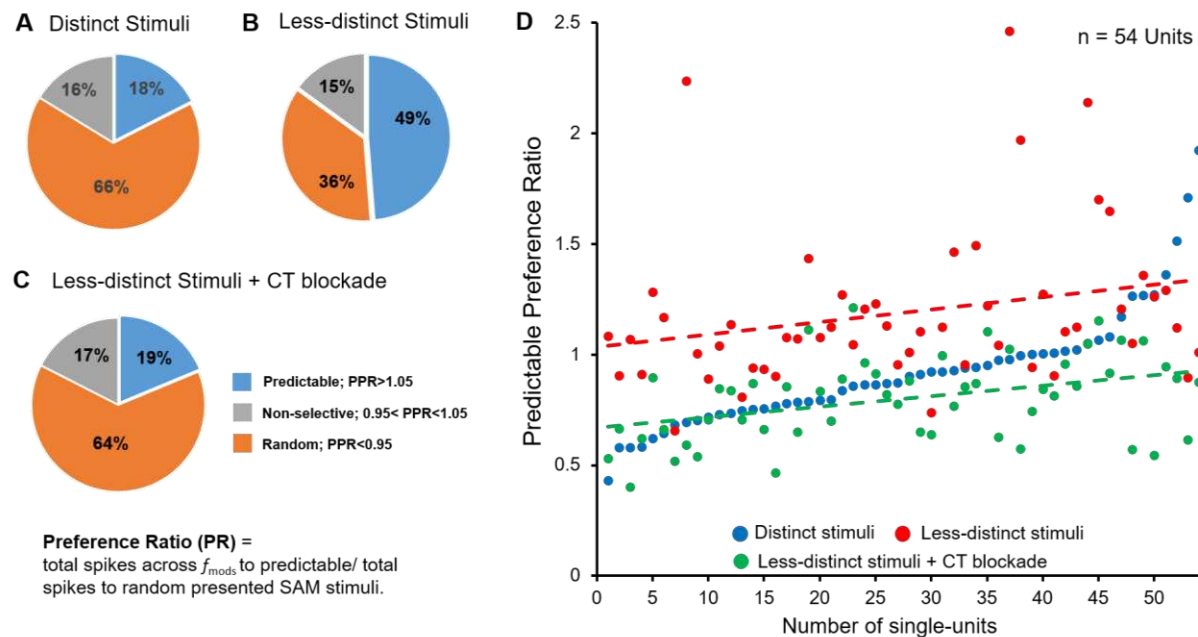 A Distinct Stimuli
16%
18%
66%
B Less-distinct Stimuli
15%
49%
36%
C Less-distinct Stimuli + CT blockade
17%
19%
64%
Predictable; PPR>1.05
Non-selective; 0.95< PPR<1.05
Random; PPR<0.95
Preference Ratio (PR) =
total spikes across fmods to predictable/ total
spikes to random presented SAM stimuli.
D
n = 54 Units
Predictable Preference Ratio
2.5
2
1.5
1
0.5
0
0 5 10 15 20 25 30 35 40 45 50
Number of single-units
Distinct stimuli Less-distinct stimuli
Less-distinct stimuli + CT blockade